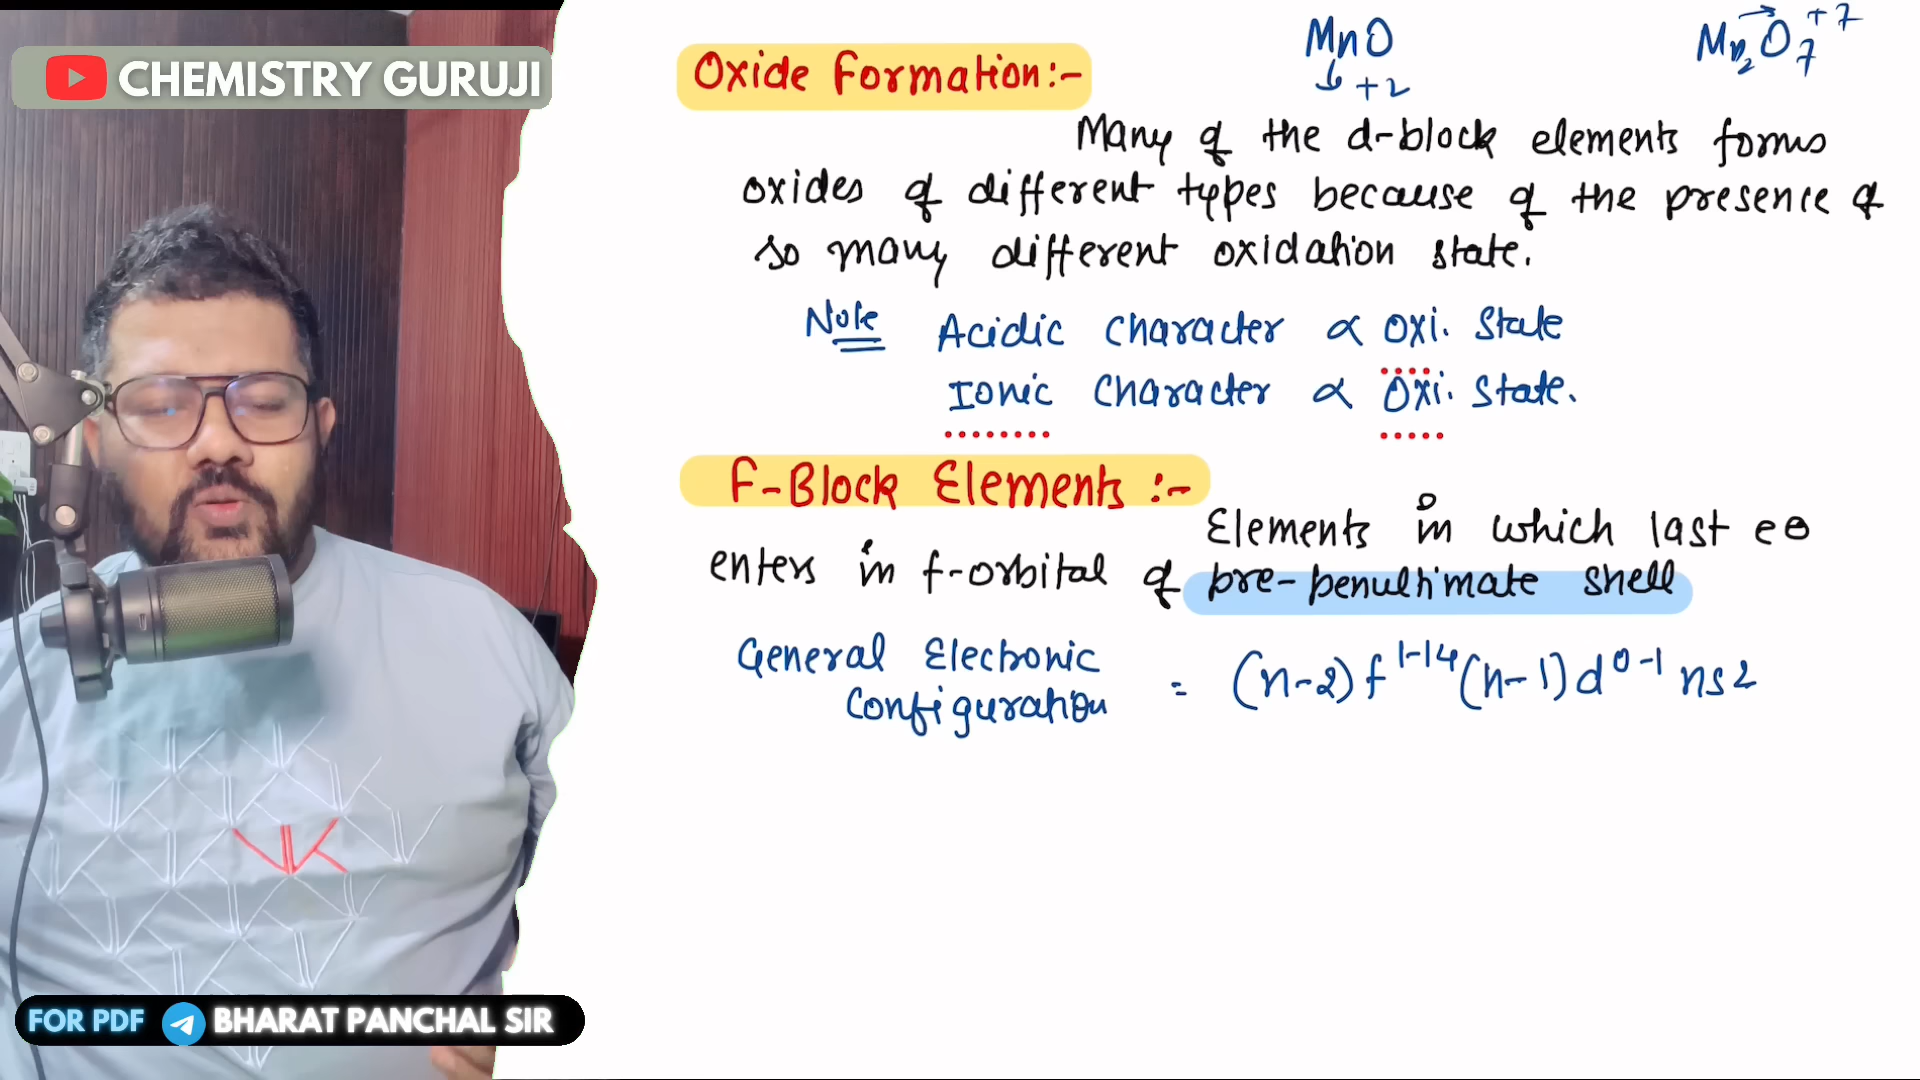 CHEMISTRY GURUJI
MnO
+2
Mn2O7 +7
Oxide Formation:-
Many of the d-block elements forms
oxides of different types because of the presence of
so many different oxidation state.
Note Acidic Character ∝ Oxi. State
Ionic Character ∝ Oxi. State.
F-Block Elements :-
Elements in which last e⊖
enters in f-orbital of pre-penultimate shell
General Electronic
Configuration = (n-2)f¹⁻¹⁴(n-1)d⁰⁻¹ ns2
VK
FOR PDF BHARAT PANCHAL SIR